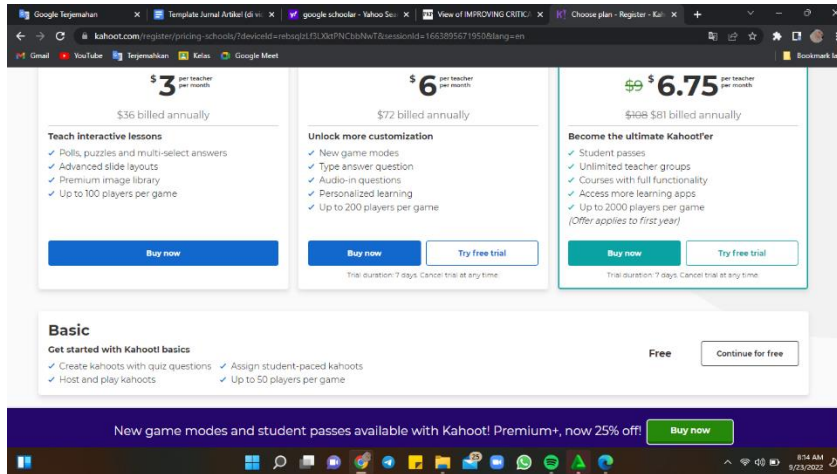 Google Terjemahan
Template Jurnal Artikel (di vi
google schoolar - Yahoo Sea
View of IMPROVING CRITICA
Choose plan - Register - Kah
kahoot.com/register/pricing-schools/?deviceId=
Gmail
YouTube
Terjemahkan
Kelas
Google Meet
Bookmark la
$3 per teacher
per month
$36 billed annually
Teach interactive lessons
✓ Polls, puzzles and multi-select answers
✓ Advanced slide layouts
✓ Premium image library
✓ Up to 100 players per game
Buy now
$6 per teacher
per month
$72 billed annually
Unlock more customization
✓ New game modes
✓ Type answer question
✓ Audio-in questions
✓ Personalized learning
✓ Up to 200 players per game
Buy now
Try free trial
Trial duration: 7 days. Cancel trial at any time.
$9 $6.75 per teacher
per month
$108 $81 billed annually
Become the ultimate Kahoot!'er
✓ Student passes
✓ Unlimited teacher groups
✓ Courses with full functionality
✓ Access more learning apps
✓ Up to 2000 players per game
(Offer applies to first year)
Buy now
Try free trial
Trial duration: 7 days. Cancel trial at any time.
Basic
Get started with Kahoot! basics
✓ Create kahoots with quiz questions ✓ Assign student-paced kahoots
✓ Host and play kahoots ✓ Up to 50 players per game
Free
Continue for free
New game modes and student passes available with Kahoot! Premium+, now 25% off!
Buy now
25
8:14 AM
9/23/2022